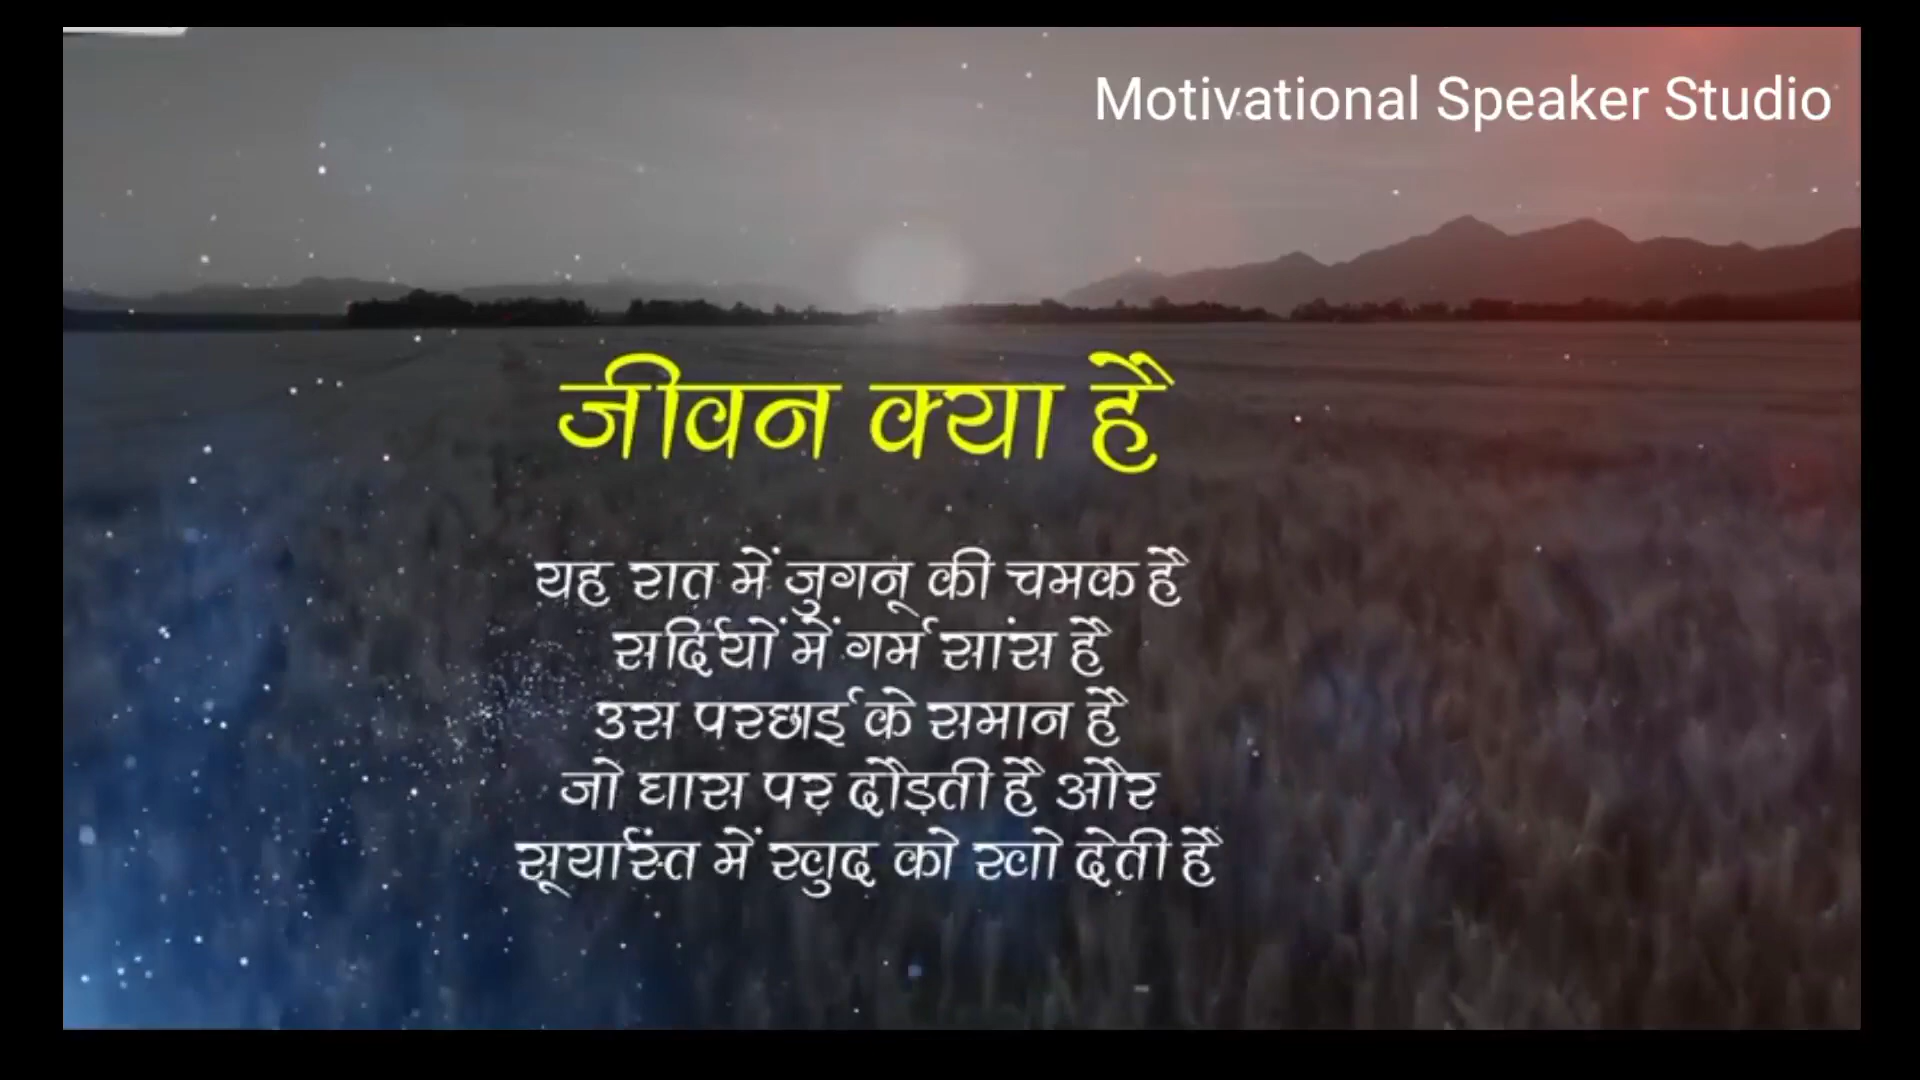 Motivational Speaker Studio
जीवन क्या है
यह रात में जुगनू की चमक है
सर्दियों में गर्म सांस है
उस परछाई के समान है
जो घास पर दौड़ती है और
सूर्यास्त में खुद को खो देती है